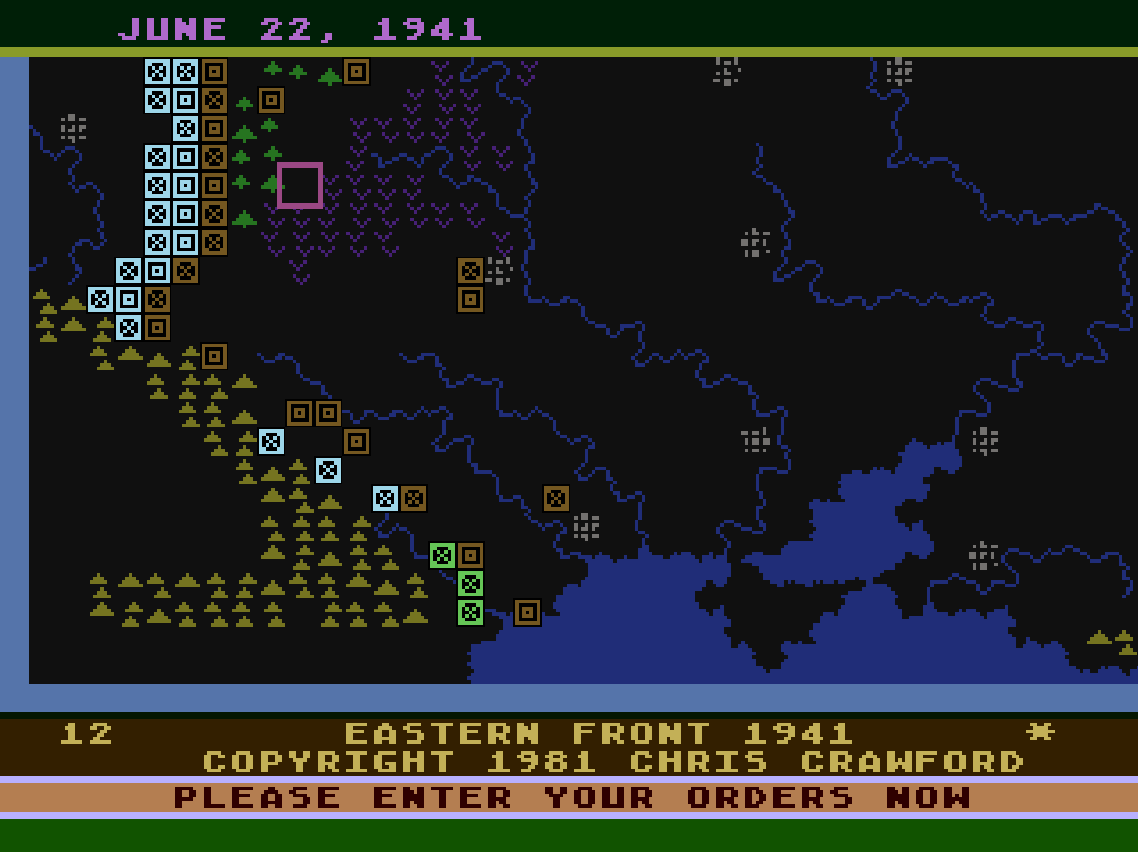 JUNE 22, 1941
12 EASTERN FRONT 1941 *
COPYRIGHT 1981 CHRIS CRAWFORD
PLEASE ENTER YOUR ORDERS NOW